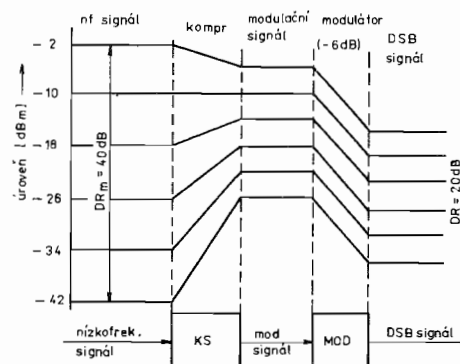 nf signál
kompr
modulační
signál
modulátor
(-6dB)
DSB
signál
úroveň [dBm]
-2
-10
-18
-26
-34
-42
DRm = 40dB
DR = 20dB
nízkofrek.
signál
KS
mod
signál
MOD
DSB signál